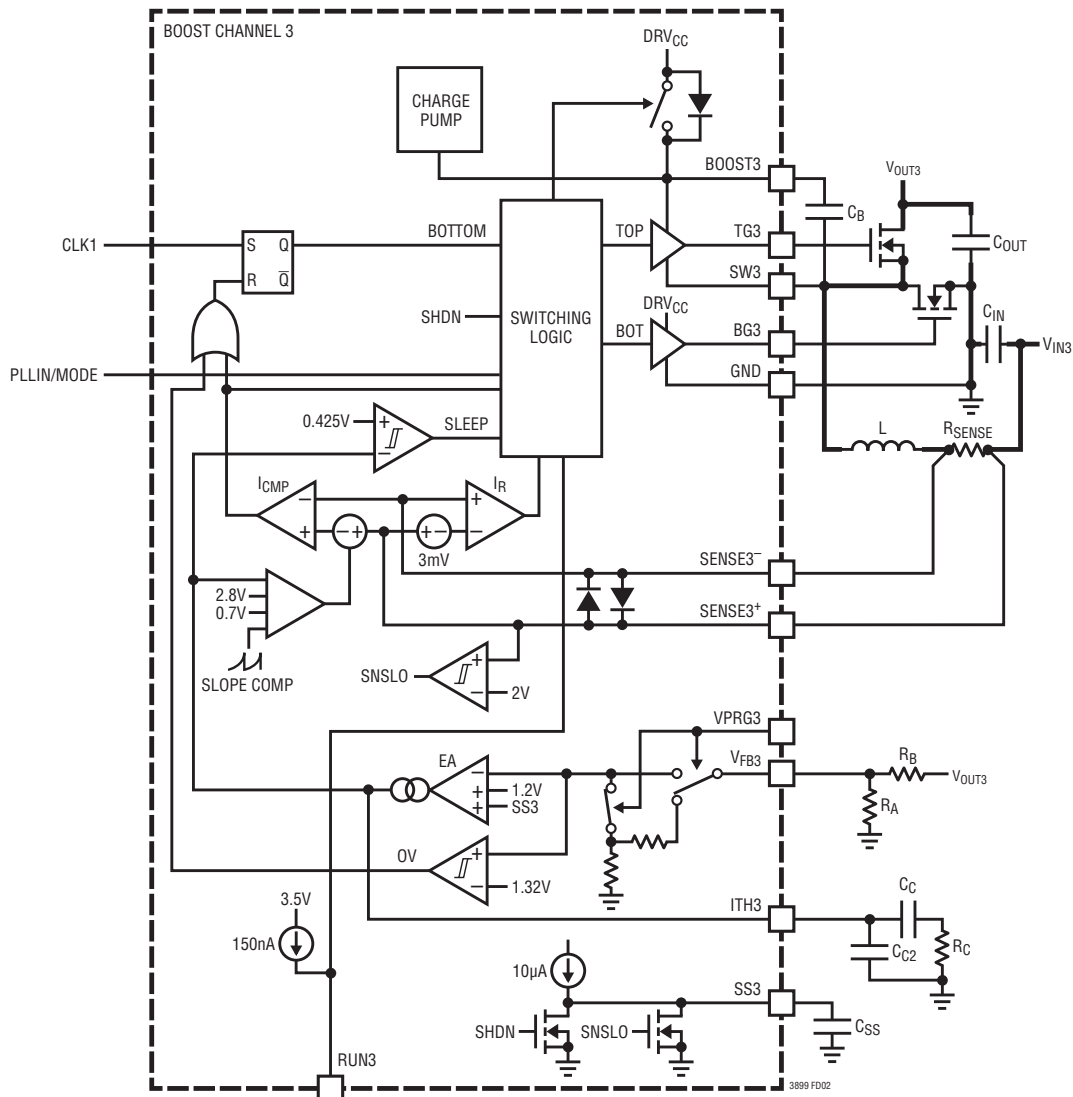 BOOST CHANNEL 3
DRVCC
CHARGE
PUMP
BOOST3
VOUT3
CB
CLK1
S Q
R Q̅
BOTTOM
TOP
TG3
COUT
SW3
SHDN
SWITCHING
LOGIC
DRVCC
BOT
BG3
CIN
VIN3
PLLIN/MODE
GND
0.425V
+
−
SLEEP
L
RSENSE
ICMP
−
+
− +
+ −
3mV
IR
+
−
SENSE3−
2.8V
0.7V
SENSE3+
SLOPE COMP
SNSLO
+
−
2V
VPRG3
EA
−
+
+
1.2V
SS3
VFB3
RB
VOUT3
RA
OV
+
−
1.32V
3.5V
150nA
ITH3
CC
CC2
RC
10µA
SS3
SHDN
SNSLO
CSS
RUN3
3899 FD02